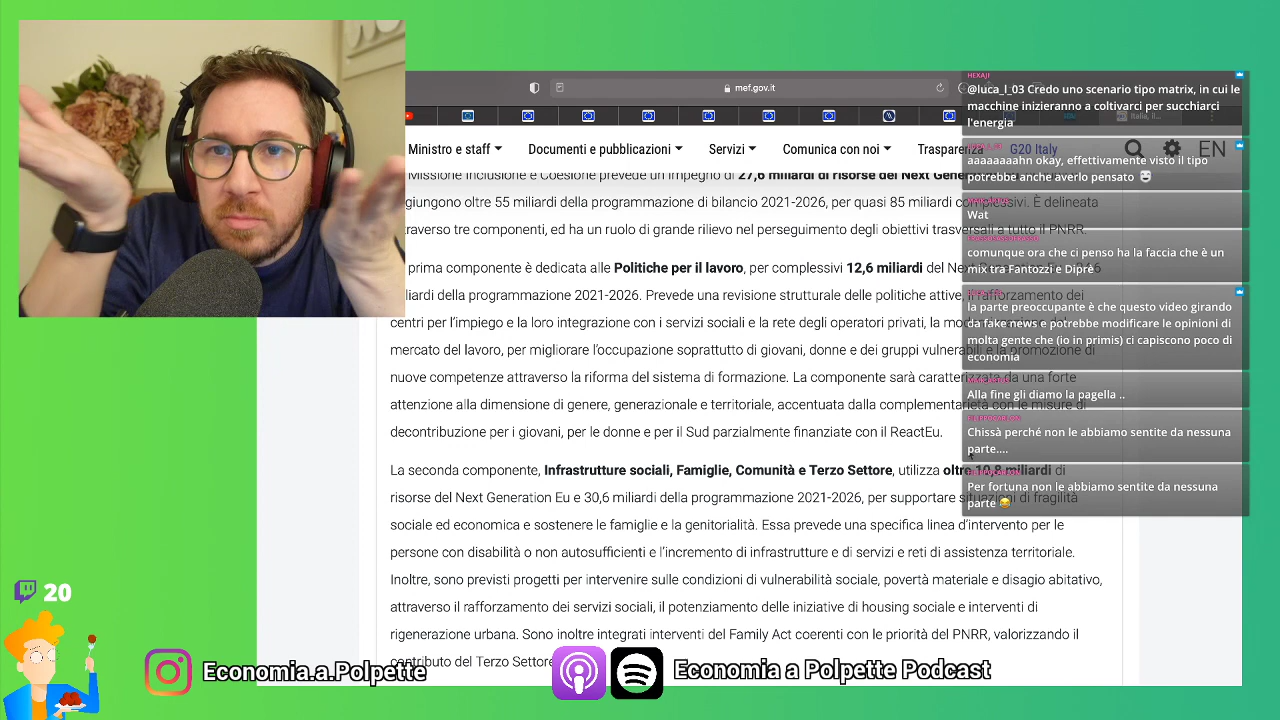 mef.gov.it
Italia, il...
Ministro e staff
Documenti e pubblicazioni
Servizi
Comunica con noi
Trasparenza
G20 Italy
EN
Missione Inclusione e Coesione prevede un impegno di 27,6 miliardi di risorse del Next
giungono oltre 55 miliardi della programmazione di bilancio 2021-2026, per quasi 85 miliardi complessivi. È delineata
traverso tre componenti, ed ha un ruolo di grande rilievo nel perseguimento degli obiettivi trasversali a tutto il PNRR.
prima componente è dedicata alle Politiche per il lavoro, per complessivi 12,6 miliardi del Next
liardi della programmazione 2021-2026. Prevede una revisione strutturale delle politiche attive, il rafforzamento dei
centri per l'impiego e la loro integrazione con i servizi sociali e la rete degli operatori privati, la
mercato del lavoro, per migliorare l'occupazione soprattutto di giovani, donne e dei gruppi vulnerabili e la promozione di
nuove competenze attraverso la riforma del sistema di formazione. La componente sarà caratterizzata da una forte
attenzione alla dimensione di genere, generazionale e territoriale, accentuata dalla complementarietà con le misure di
decontribuzione per i giovani, per le donne e per il Sud parzialmente finanziate con il ReactEu.
La seconda componente, Infrastrutture sociali, Famiglie, Comunità e Terzo Settore, utilizza oltre 10,8 miliardi di
risorse del Next Generation Eu e 30,6 miliardi della programmazione 2021-2026, per supportare situazioni di fragilità
sociale ed economica e sostenere le famiglie e la genitorialità. Essa prevede una specifica linea d'intervento per le
persone con disabilità o non autosufficienti e l'incremento di infrastrutture e di servizi e reti di assistenza territoriale.
Inoltre, sono previsti progetti per intervenire sulle condizioni di vulnerabilità sociale, povertà materiale e disagio abitativo,
attraverso il rafforzamento dei servizi sociali, il potenziamento delle iniziative di housing sociale e interventi di
rigenerazione urbana. Sono inoltre integrati interventi del Family Act coerenti con le priorità del PNRR, valorizzando il
contributo del Terzo Settore
HEXAJI
@luca_l_03 Credo uno scenario tipo matrix, in cui le
macchine inizieranno a coltivarci per succhiarci
l'energia
aaaaaaaahn okay, effettivamente visto il tipo
potrebbe anche averlo pensato
Wat
comunque ora che ci penso ha la faccia che è un
mix tra Fantozzi e Diprè
la parte preoccupante è che questo video girando
da fake news e potrebbe modificare le opinioni di
molta gente che (io in primis) ci capiscono poco di
economia
Alla fine gli diamo la pagella ..
Chissà perché non le abbiamo sentite da nessuna
parte....
Per fortuna non le abbiamo sentite da nessuna
parte
20
Economia.a.Polpette
Economia a Polpette Podcast